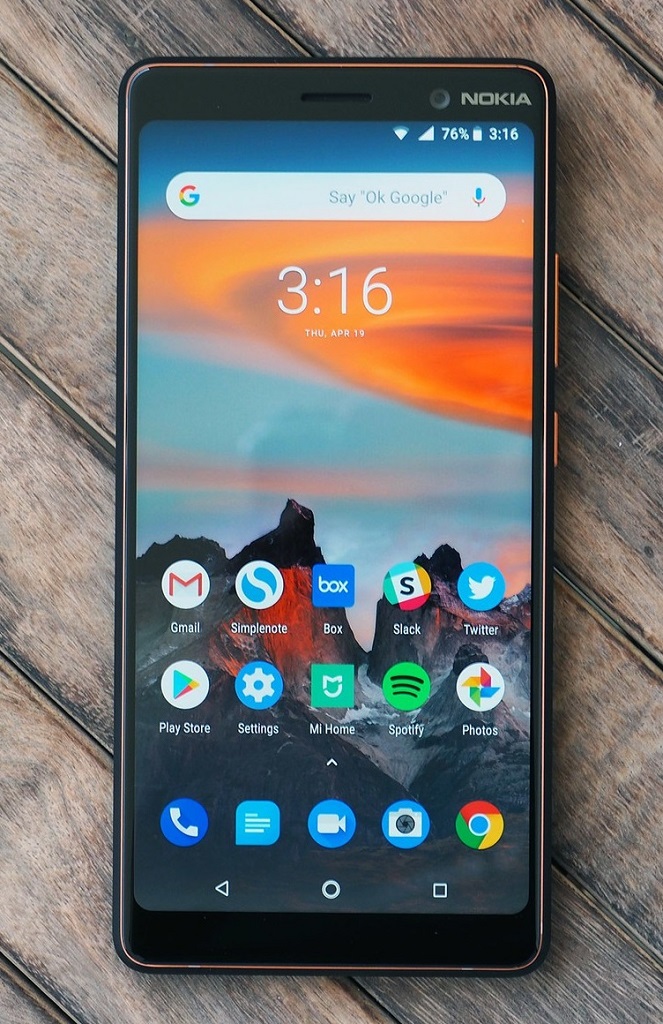 NOKIA
76% 3:16
G Say "Ok Google"
3:16
THU, APR 19
box
S
Gmail Simplenote Box Slack Twitter
Play Store Settings Mi Home Spotify Photos